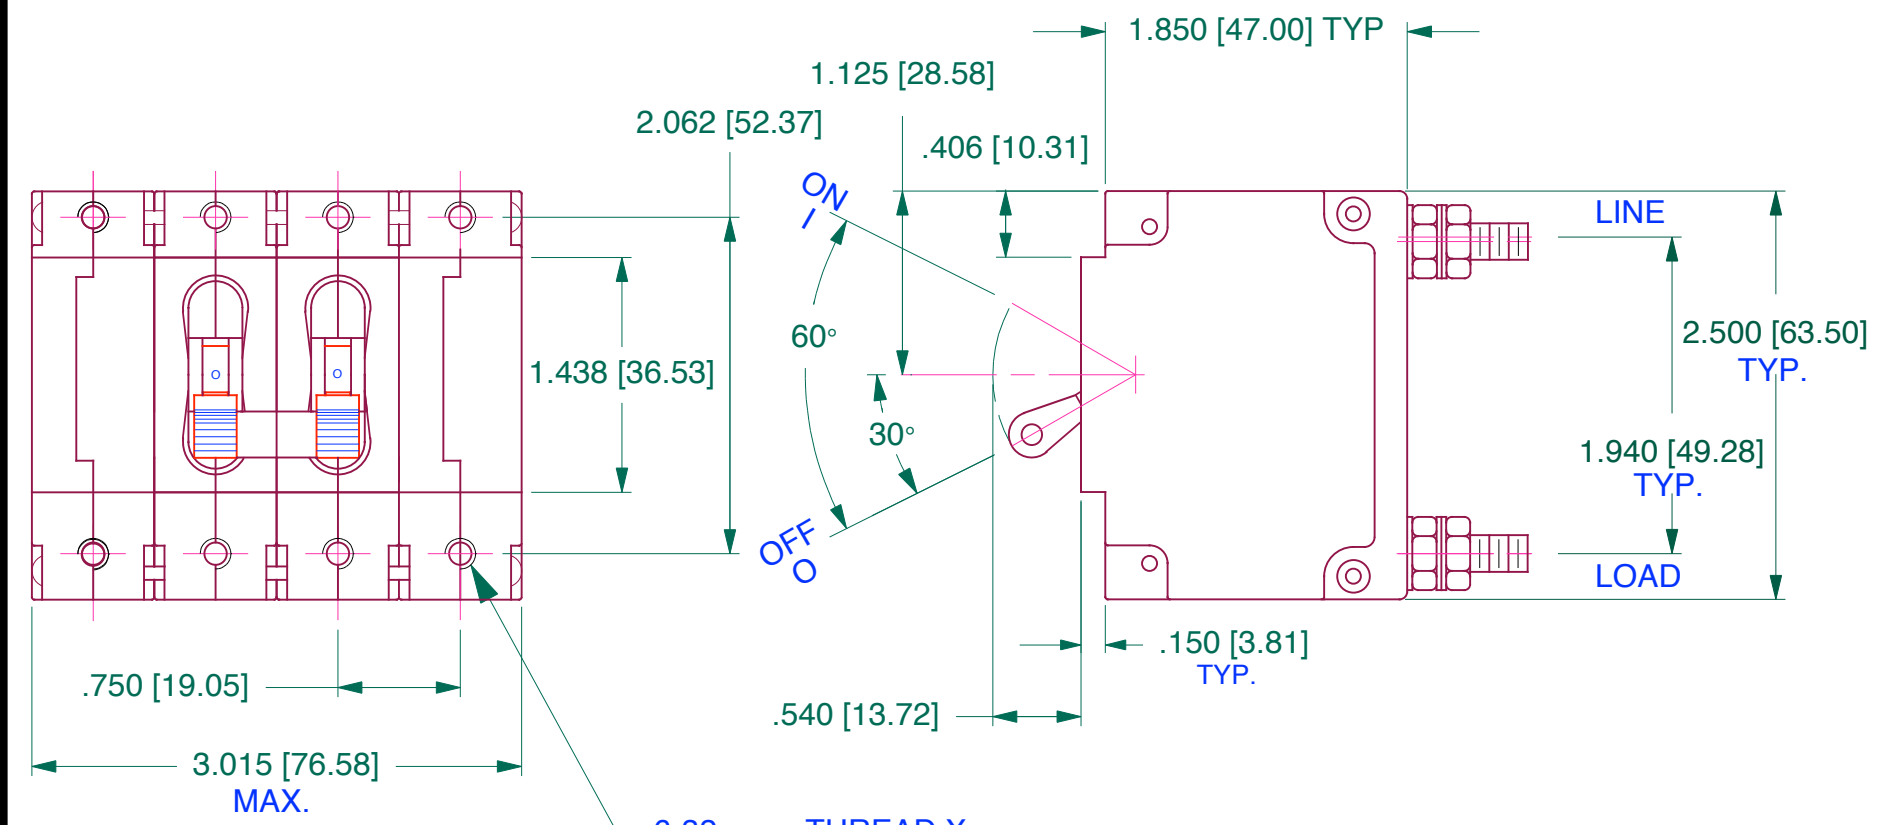 1.850 [47.00] TYP
1.125 [28.58]
2.062 [52.37]
.406 [10.31]
ON
I
LINE
60°
2.500 [63.50]
TYP.
1.438 [36.53]
O
O
30°
1.940 [49.28]
TYP.
OFF
O
LOAD
.150 [3.81]
TYP.
.750 [19.05]
.540 [13.72]
3.015 [76.58]
MAX.
THREAD X